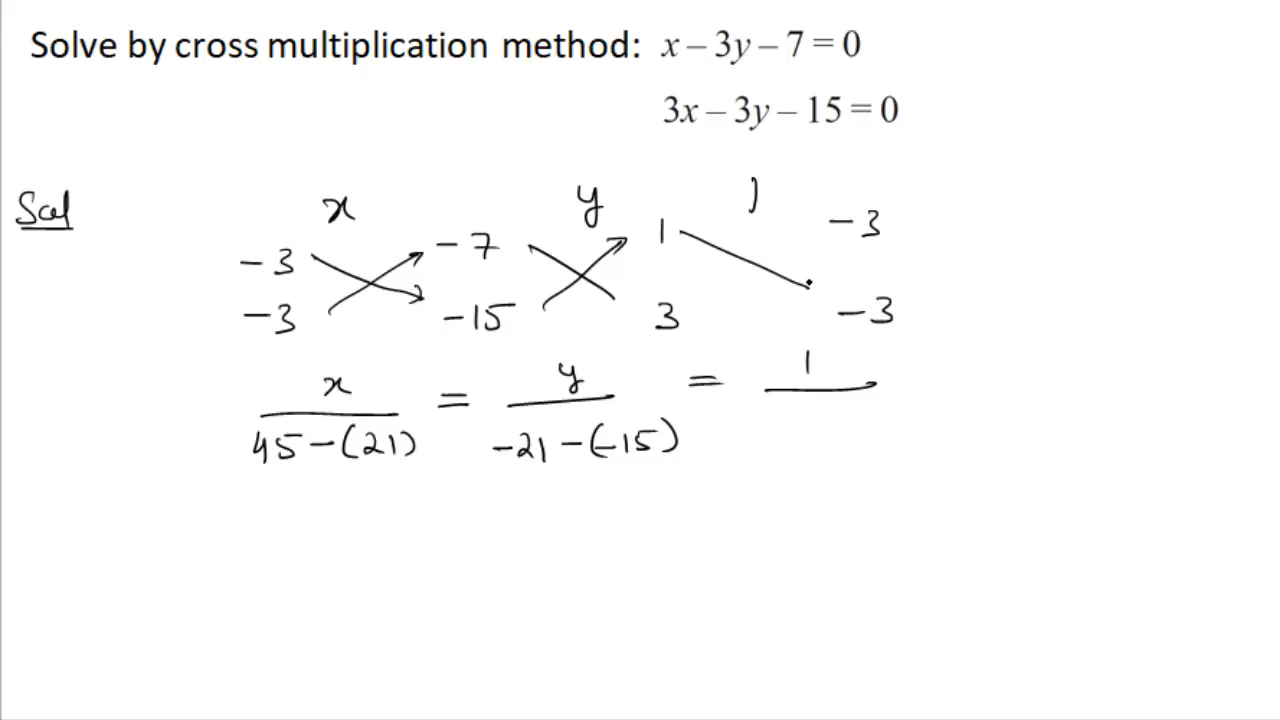 Solve by cross multiplication method: x – 3y – 7 = 0
3x – 3y – 15 = 0
Sol x y 1
-3 -7 1 -3
-3 -15 3 -3
x/45-(21) = y/-21-(-15) = 1/